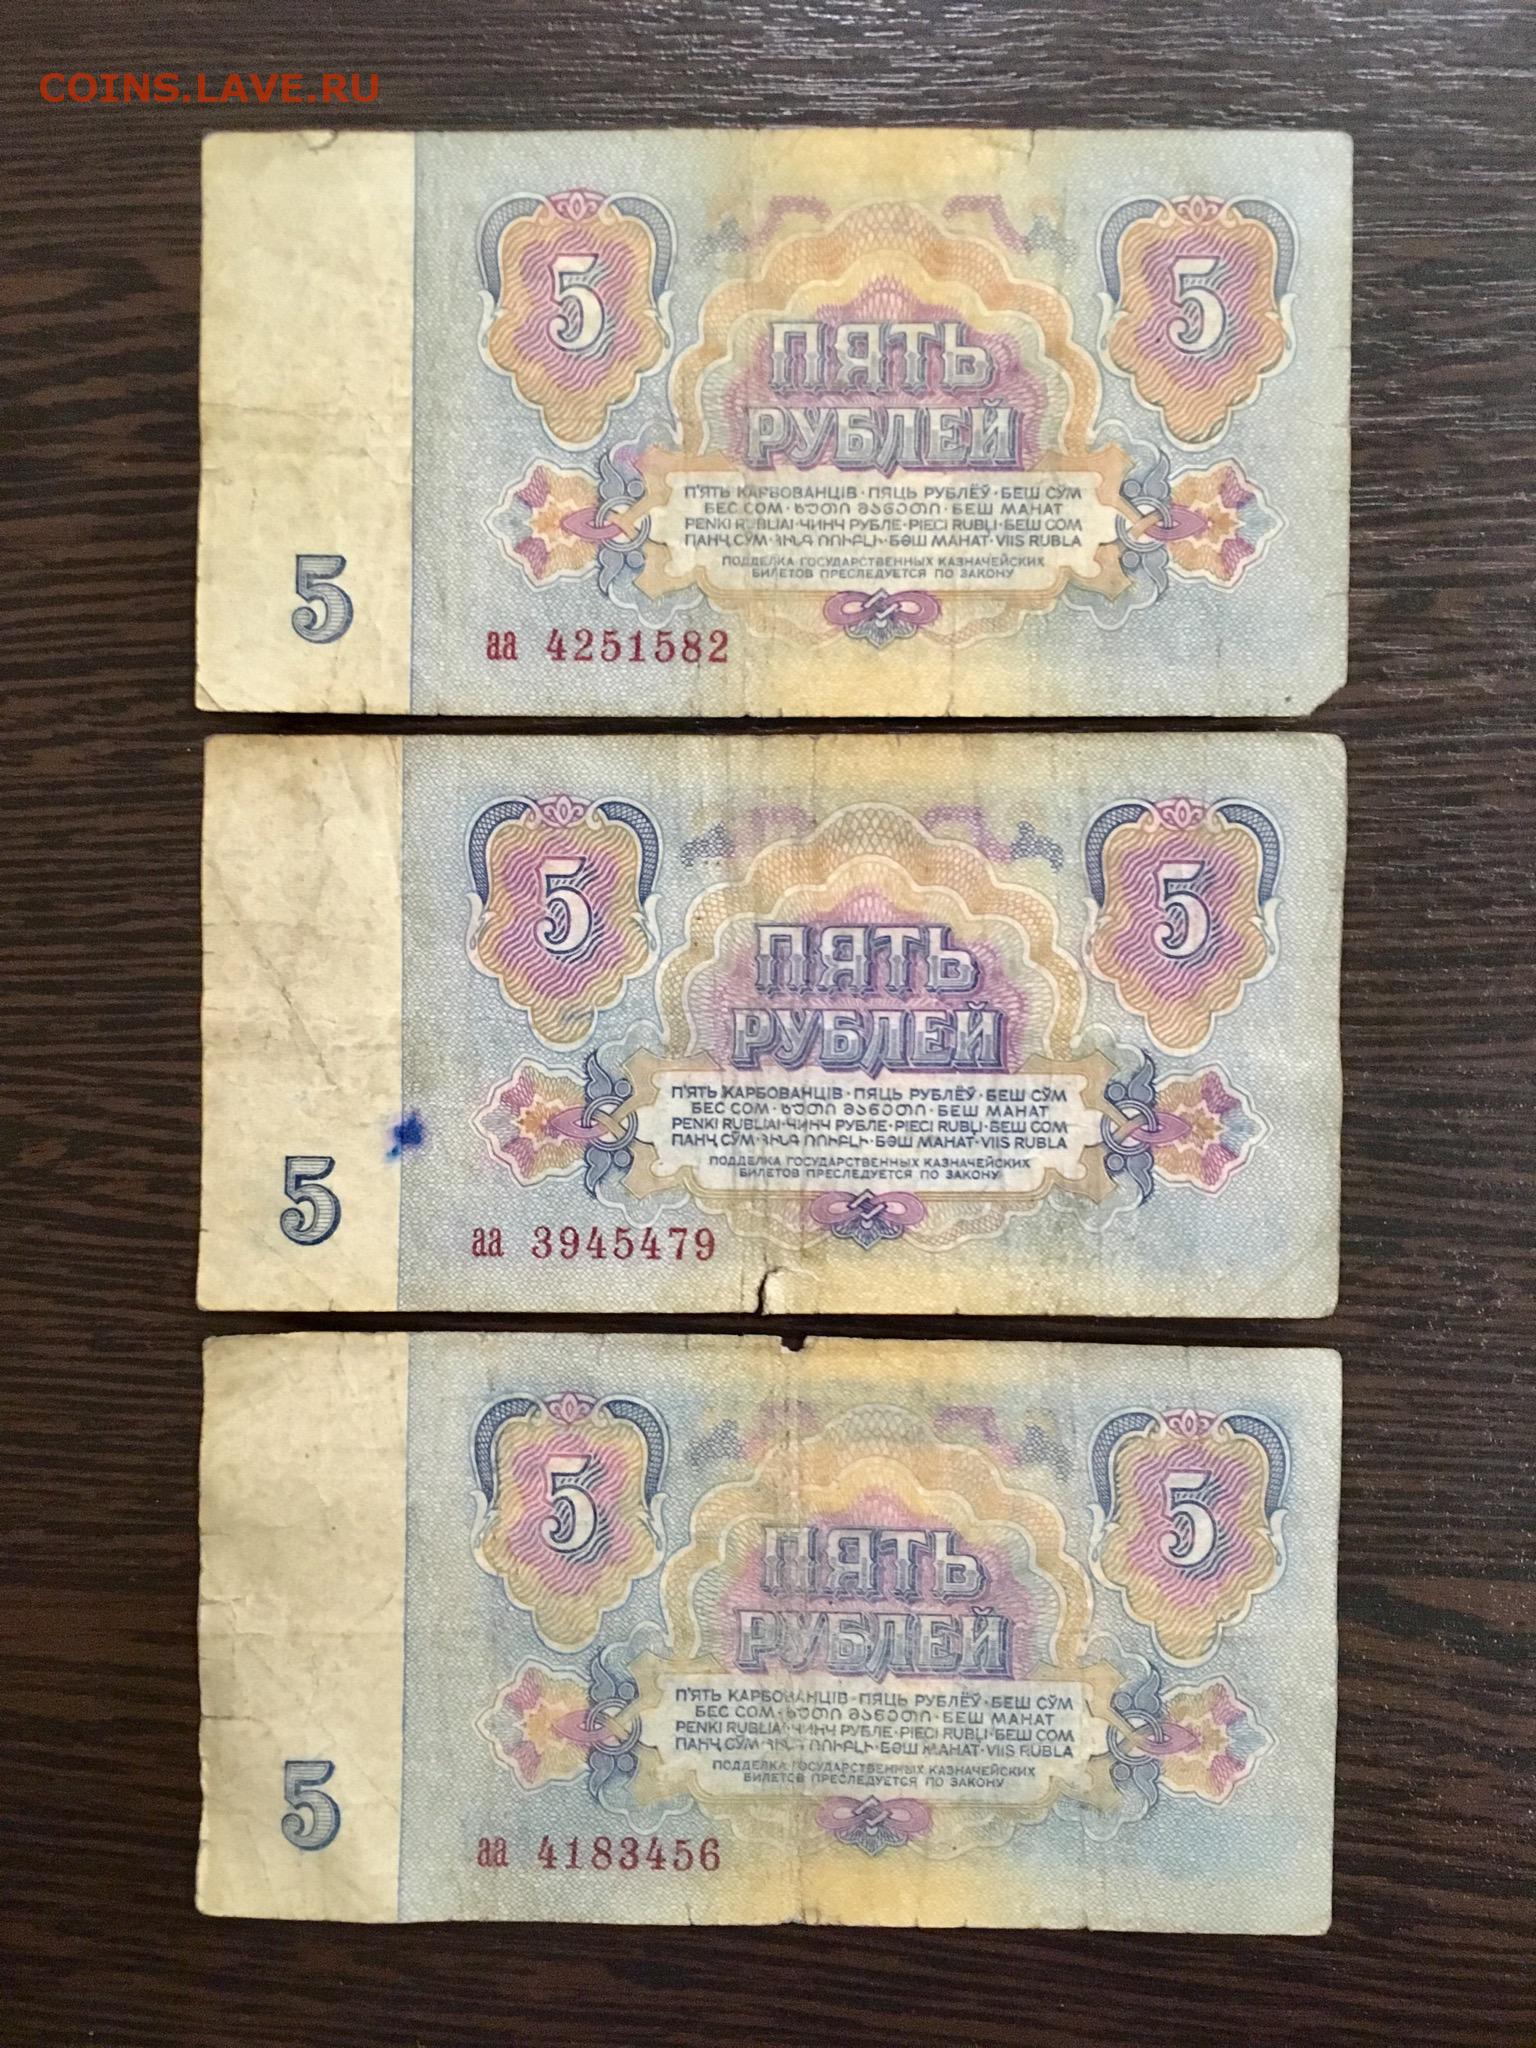 COINS.LAVE.RU
5
5
ПЯТЬ
РУБЛЕЙ
П'ЯТЬ КАРБОВАНЦІВ · ПЯЦЬ РУБЛЁЎ · БЕШ СЎМ
БЕС СОМ · ხუთი მანეთი · БЕШ МАНАТ
PENKI RUBLIAI · ЧИНЧ РУБЛЕ · PIECI RUBĻI · БЕШ СОМ
ПАНҶ СЎМ · ՀԻՆԳ ՌՈՒԲԼԻ · БӘШ МАНАТ · VIIS RUBLA
ПОДДЕЛКА ГОСУДАРСТВЕННЫХ КАЗНАЧЕЙСКИХ
БИЛЕТОВ ПРЕСЛЕДУЕТСЯ ПО ЗАКОНУ
5
аа 4251582
5
5
ПЯТЬ
РУБЛЕЙ
П'ЯТЬ КАРБОВАНЦІВ · ПЯЦЬ РУБЛЁЎ · БЕШ СЎМ
БЕС СОМ · ხუთი მანეთი · БЕШ МАНАТ
PENKI RUBLIAI · ЧИНЧ РУБЛЕ · PIECI RUBĻI · БЕШ СОМ
ПАНҶ СЎМ · ՀԻՆԳ ՌՈՒԲԼԻ · БӘШ МАНАТ · VIIS RUBLA
ПОДДЕЛКА ГОСУДАРСТВЕННЫХ КАЗНАЧЕЙСКИХ
БИЛЕТОВ ПРЕСЛЕДУЕТСЯ ПО ЗАКОНУ
5
аа 3945479
5
5
ПЯТЬ
РУБЛЕЙ
П'ЯТЬ КАРБОВАНЦІВ · ПЯЦЬ РУБЛЁЎ · БЕШ СЎМ
БЕС СОМ · ხუთი მანეთი · БЕШ МАНАТ
PENKI RUBLIAI · ЧИНЧ РУБЛЕ · PIECI RUBĻI · БЕШ СОМ
ПАНҶ СЎМ · ՀԻՆԳ ՌՈՒԲԼԻ · БӘШ МАНАТ · VIIS RUBLA
ПОДДЕЛКА ГОСУДАРСТВЕННЫХ КАЗНАЧЕЙСКИХ
БИЛЕТОВ ПРЕСЛЕДУЕТСЯ ПО ЗАКОНУ
5
аа 4183456